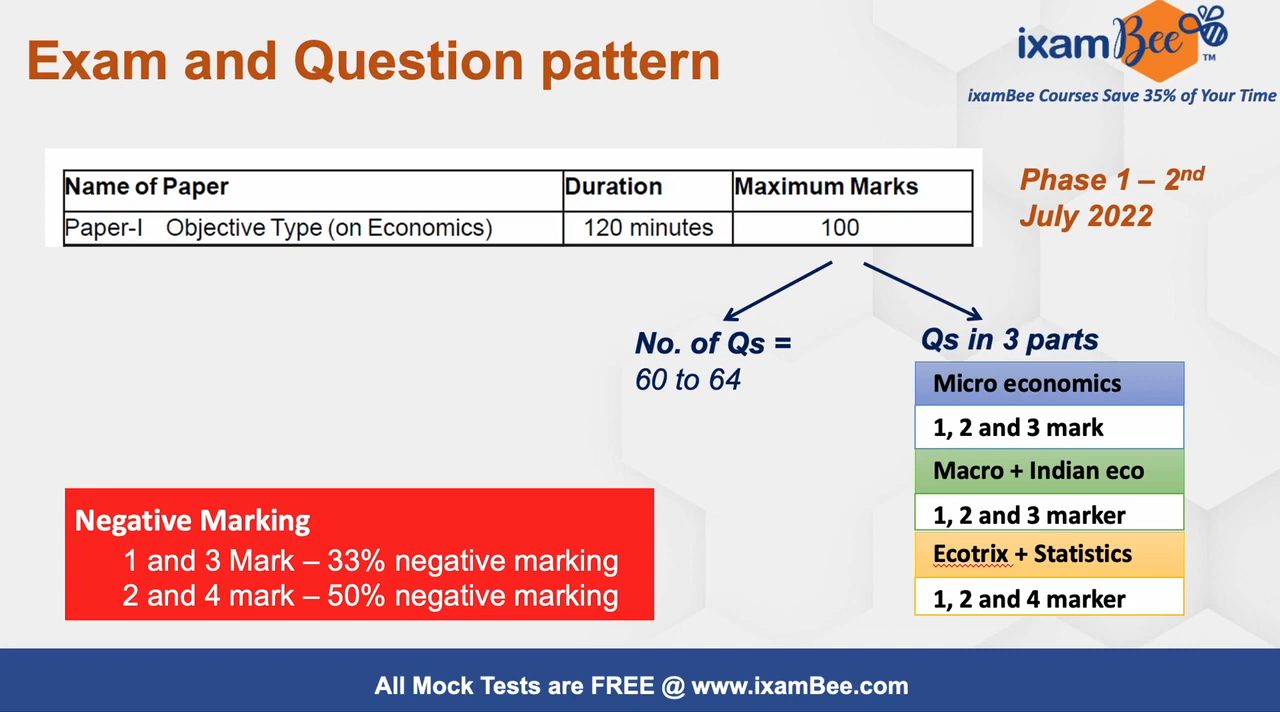 Exam and Question pattern
ixamBee TM
ixamBee Courses Save 35% of Your Time
Name of Paper Duration Maximum Marks
Paper-I Objective Type (on Economics) 120 minutes 100
Phase 1 – 2nd
July 2022
No. of Qs =
60 to 64
Qs in 3 parts
Micro economics
1, 2 and 3 mark
Macro + Indian eco
1, 2 and 3 marker
Ecotrix + Statistics
1, 2 and 4 marker
Negative Marking
1 and 3 Mark – 33% negative marking
2 and 4 mark – 50% negative marking
All Mock Tests are FREE @ www.ixamBee.com